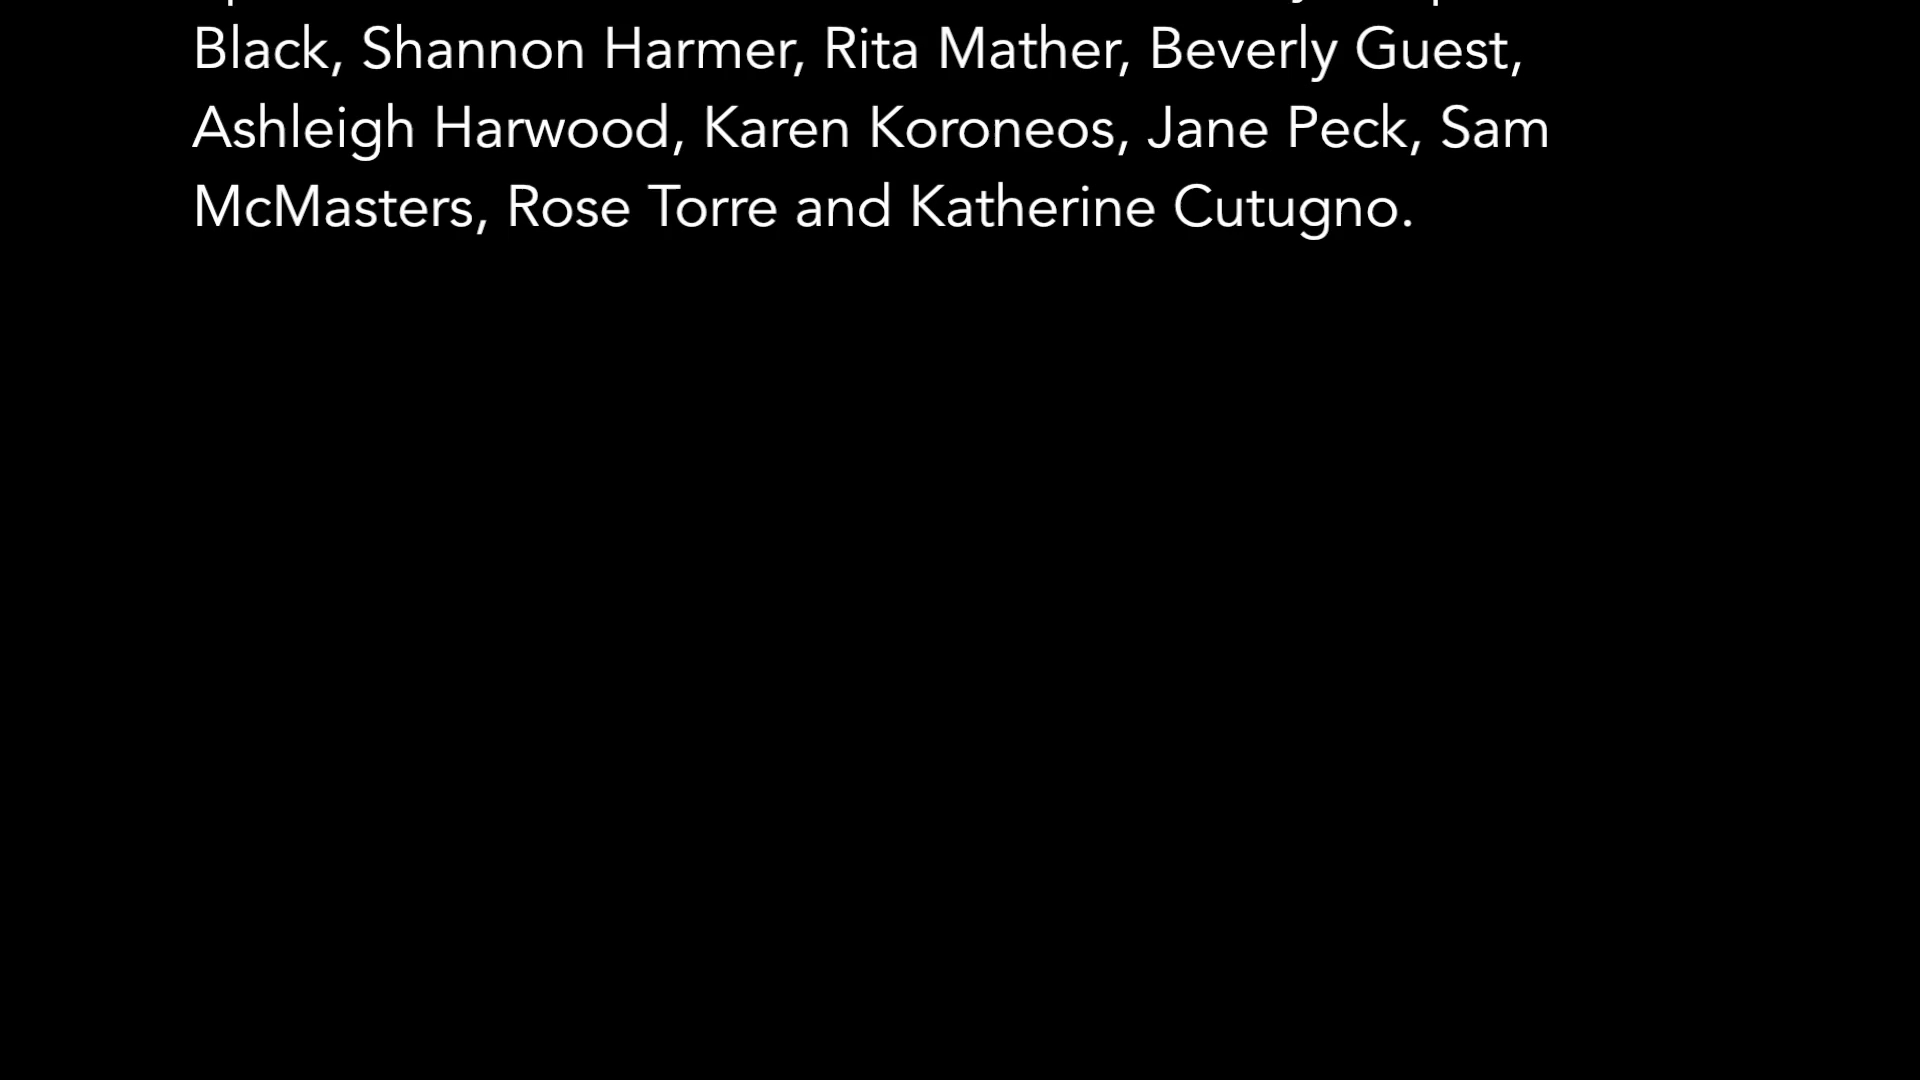 Black, Shannon Harmer, Rita Mather, Beverly Guest,
Ashleigh Harwood, Karen Koroneos, Jane Peck, Sam
McMasters, Rose Torre and Katherine Cutugno.